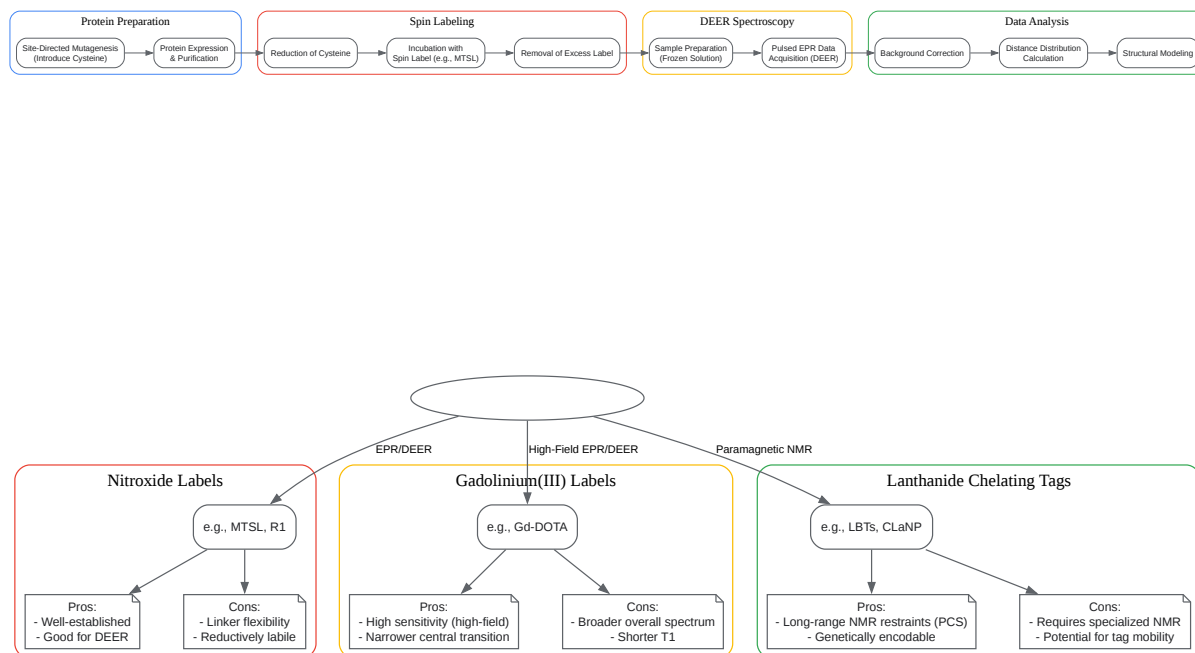 Protein Preparation
Site-Directed Mutagenesis
(Introduce Cysteine)
Protein Expression
& Purification
Spin Labeling
Reduction of Cysteine
Incubation with
Spin Label (e.g., MTSL)
Removal of Excess Label
DEER Spectroscopy
Sample Preparation
(Frozen Solution)
Pulsed EPR Data
Acquisition (DEER)
Data Analysis
Background Correction
Distance Distribution
Calculation
Structural Modeling
EPR/DEER
High-Field EPR/DEER
Paramagnetic NMR
Nitroxide Labels
e.g., MTSL, R1
Pros:
- Well-established
- Good for DEER
Cons:
- Linker flexibility
- Reductively labile
Gadolinium(III) Labels
e.g., Gd-DOTA
Pros:
- High sensitivity (high-field)
- Narrower central transition
Cons:
- Broader overall spectrum
- Shorter T1
Lanthanide Chelating Tags
e.g., LBTs, CLaNP
Pros:
- Long-range NMR restraints (PCS)
- Genetically encodable
Cons:
- Requires specialized NMR
- Potential for tag mobility